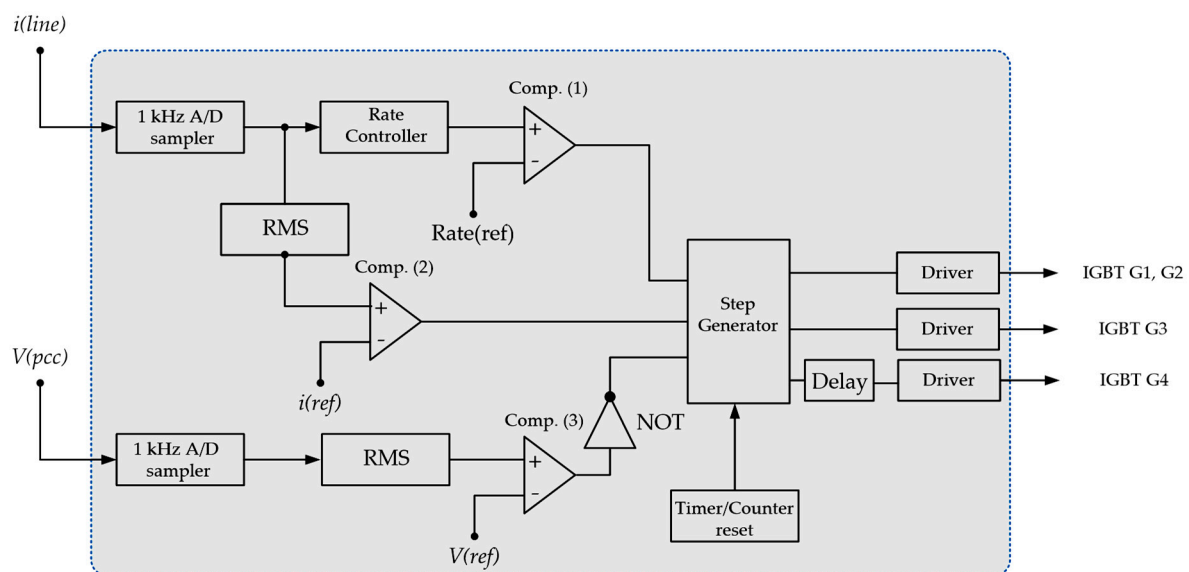 i(line)
1 kHz A/D
sampler
Rate
Controller
Comp. (1)
+
-
Rate(ref)
RMS
Comp. (2)
+
-
i(ref)
Step
Generator
Driver
IGBT G1, G2
Driver
IGBT G3
Delay
Driver
IGBT G4
V(pcc)
1 kHz A/D
sampler
RMS
Comp. (3)
+
-
V(ref)
NOT
Timer/Counter
reset